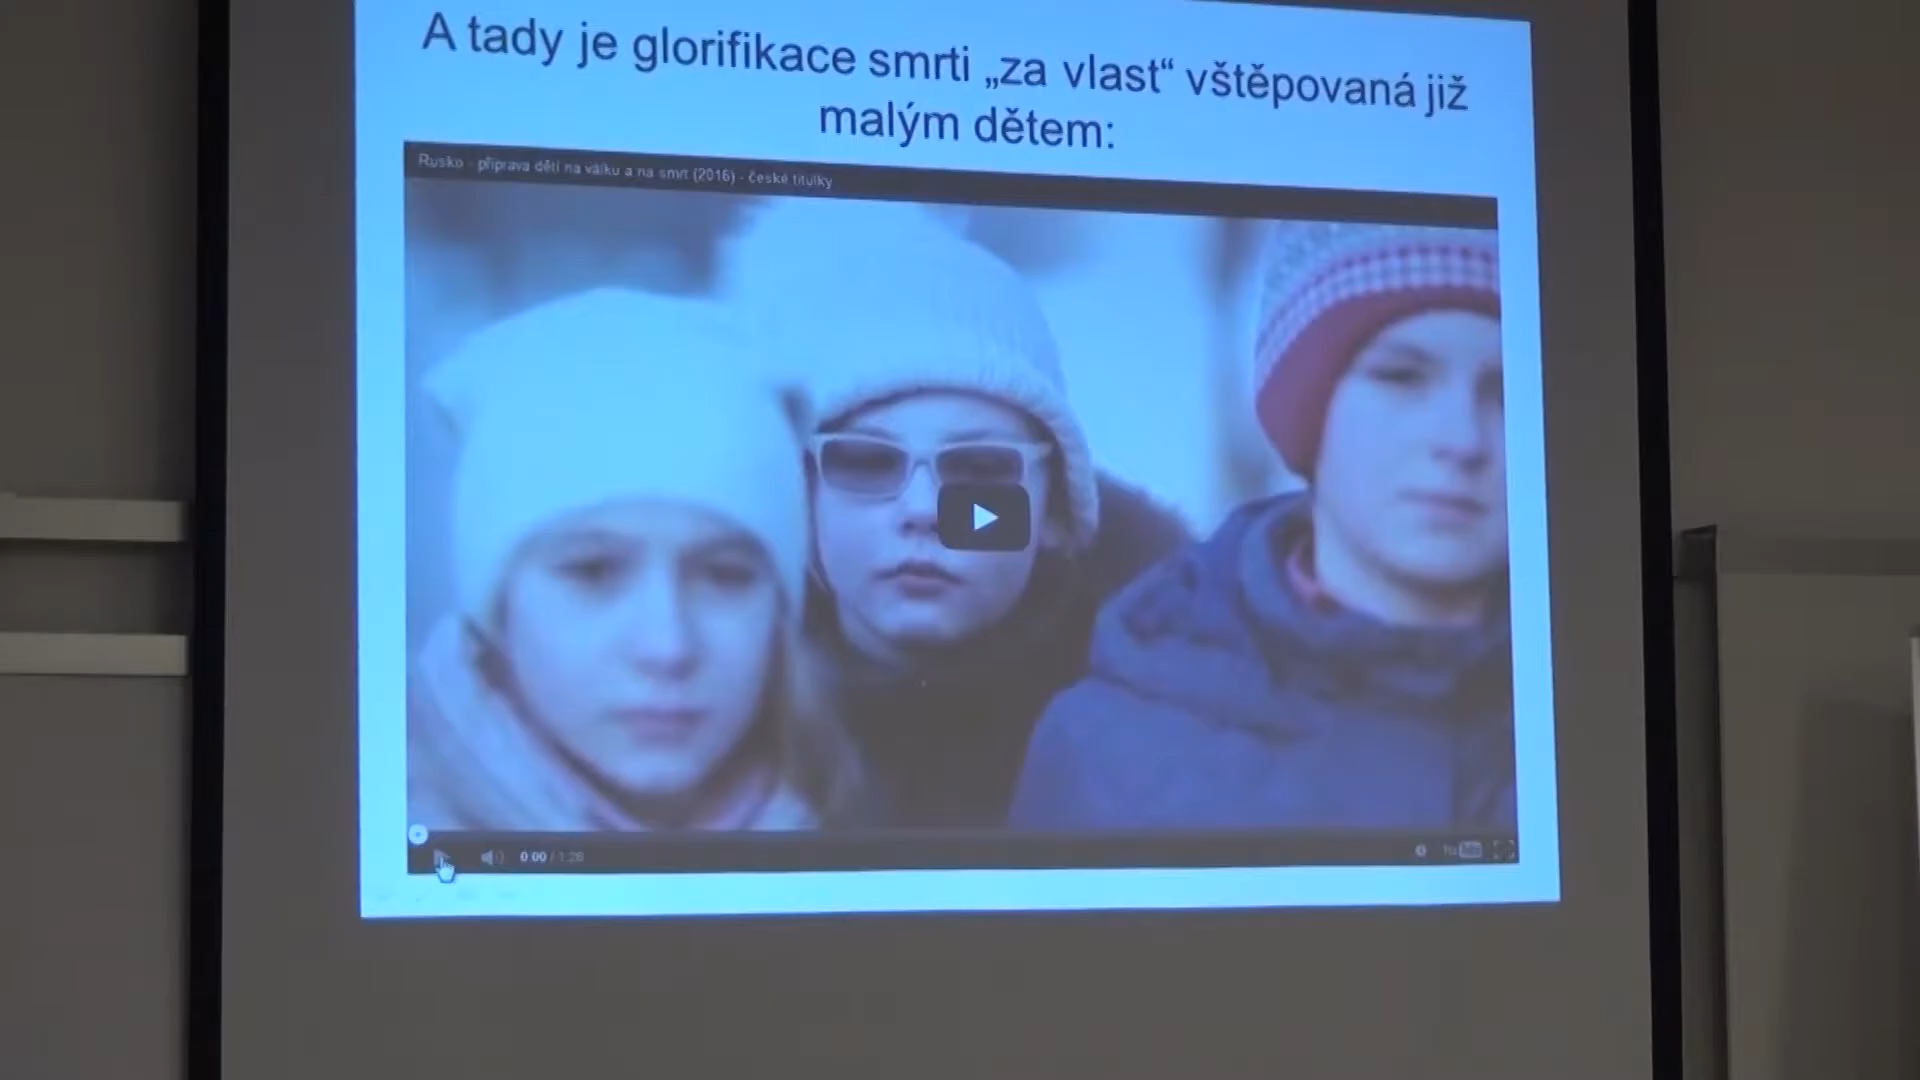 A tady je glorifikace smrti „za vlast“ vštěpovaná již
malým dětem:
Rusko - příprava dětí na válku a na smrt (2016) - české titulky
0:00 / 1:28